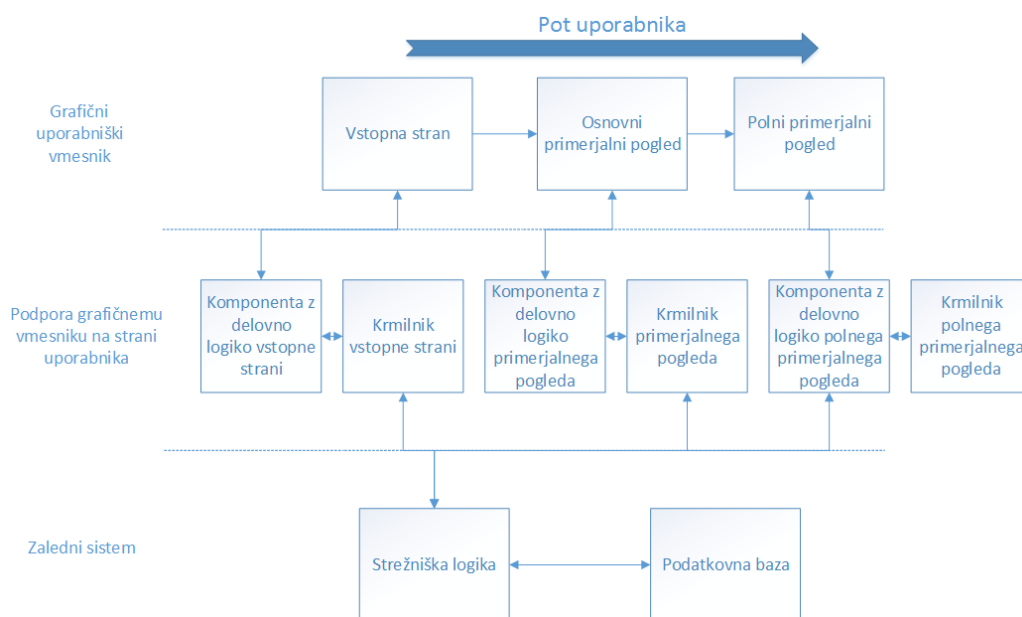 Pot uporabnika
Grafični
uporabniški
vmesnik
Vstopna stran
Osnovni
primerjalni pogled
Polni primerjalni
pogled
Podpora grafičnemu
vmesniku na strani
uporabnika
Komponenta z
delovno
logiko vstopne
strani
Krmilnik
vstopne strani
Komponenta z
delovno
logiko
primerjalnega
pogleda
Krmilnik
primerjalnega
pogleda
Komponenta z
delovno
logiko polnega
primerjalnega
pogleda
Krmilnik
polnega
primerjalnega
pogleda
Zaledni sistem
Strežniška logika
Podatkovna baza